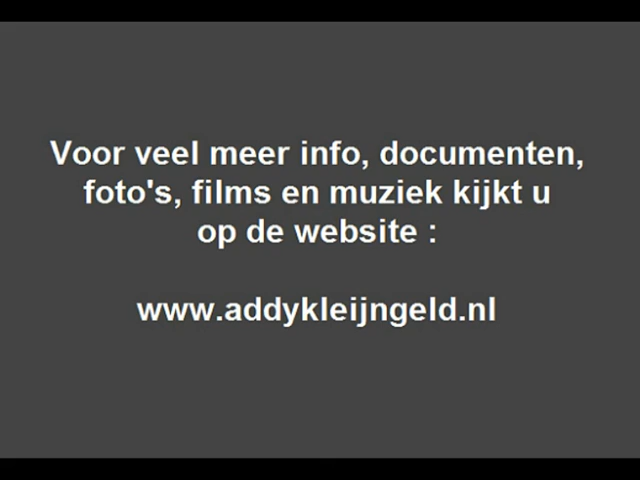 Voor veel meer info, documenten,
foto's, films en muziek kijkt u
op de website :
www.addykleijngeld.nl